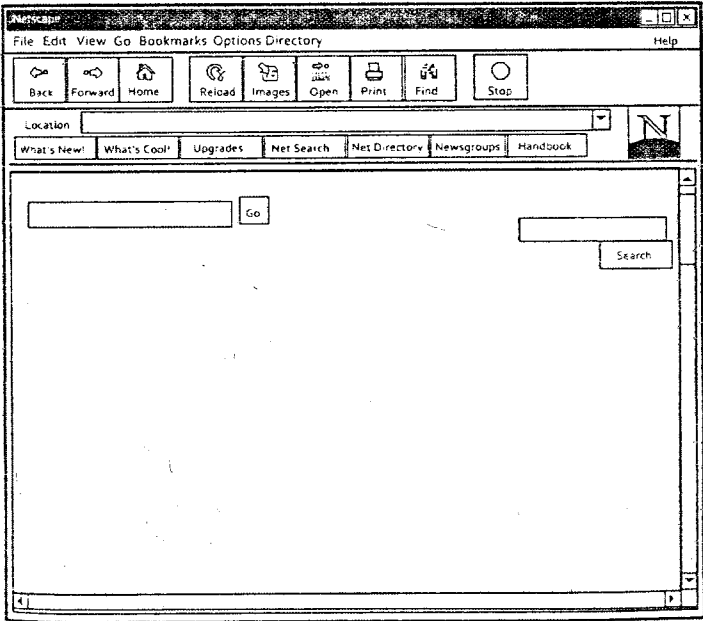 Netscape
File Edit View Go Bookmarks Options Directory Help
Back Forward Home Reload Images Open Print Find Stop
Location
N
What's New! What's Cool! Upgrades Net Search Net Directory Newsgroups Handbook
Go
Search